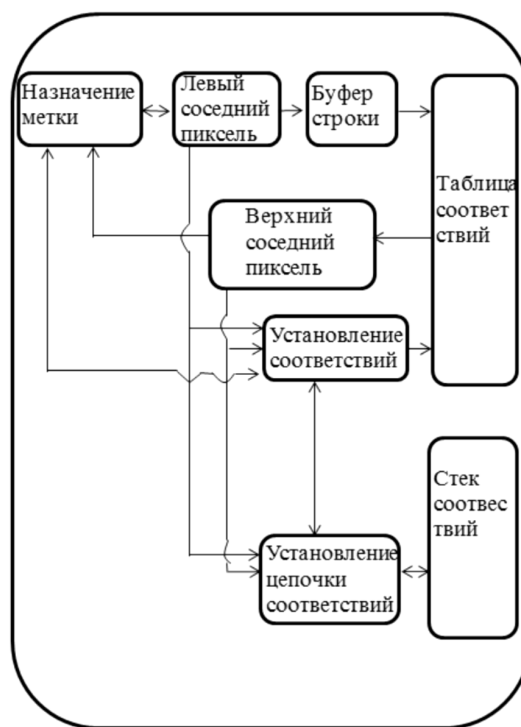 Назначение
метки
Левый
соседний
пиксель
Буфер
строки
Таблица
соответ
ствий
Верхний
соседний
пиксель
Установление
соответствий
Стек
соотвес
твий
Установление
цепочки
соответствий